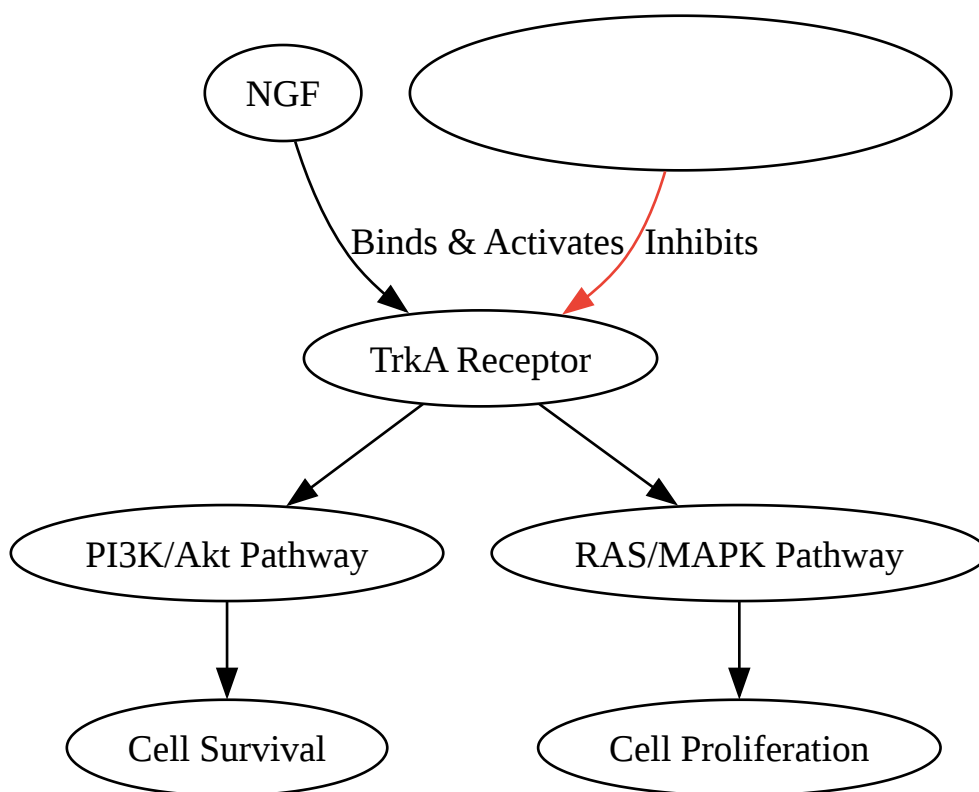 NGF
Binds & Activates
Inhibits
TrkA Receptor
PI3K/Akt Pathway
RAS/MAPK Pathway
Cell Survival
Cell Proliferation